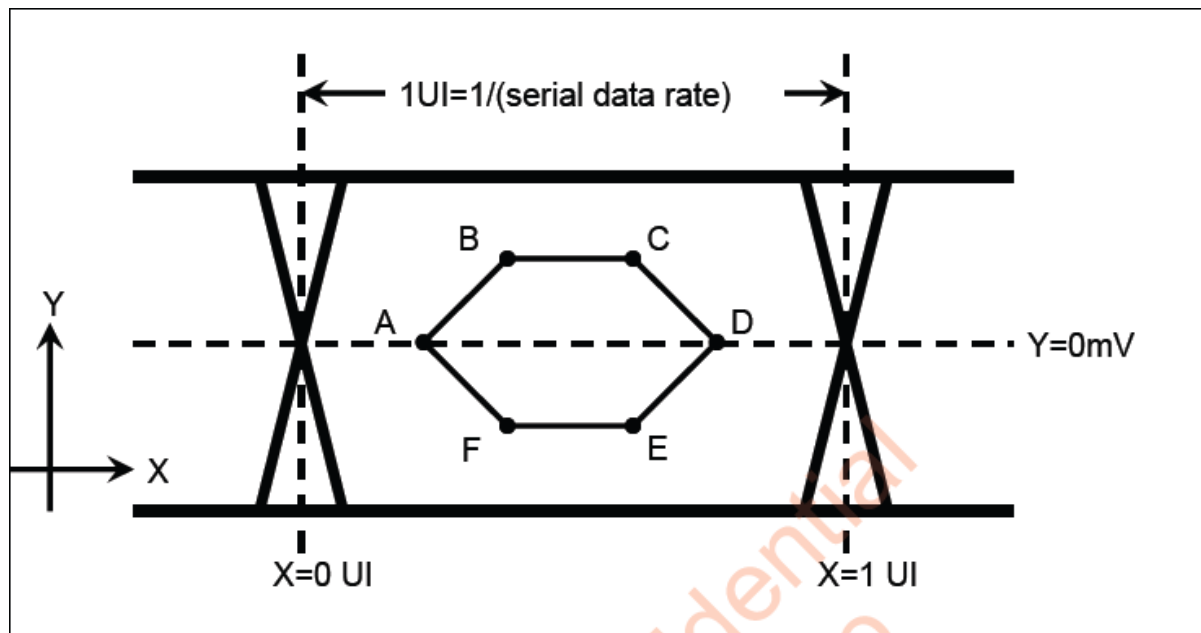 1UI=1/(serial data rate)
B
C
Y
A
D
Y=0mV
F
E
X
X=0 UI
X=1 UI